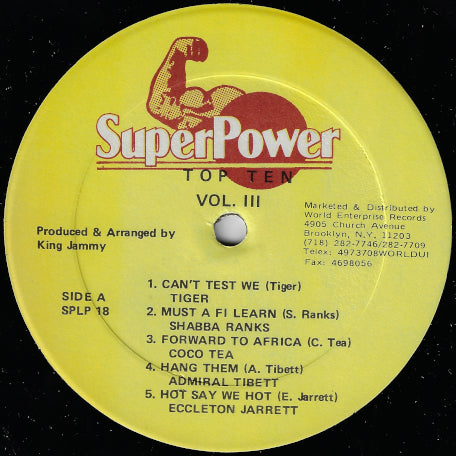 SuperPower
TOP TEN
VOL. III
Produced & Arranged by
King Jammy
Marketed & Distributed by
World Enterprise Records
4905 Church Avenue
Brooklyn, N.Y. 11203
(718) 282-7746/282-7709
Telex: 4973708WORLDUI
Fax: 4698056
SIDE A
SPLP 18
1. CAN'T TEST WE (Tiger)
TIGER
2. MUST A FI LEARN (S. Ranks)
SHABBA RANKS
3. FORWARD TO AFRICA (C. Tea)
COCO TEA
4. HANG THEM (A. Tibett)
ADMIRAL TIBETT
5. HOT SAY WE HOT (E. Jarrett)
ECCLETON JARRETT